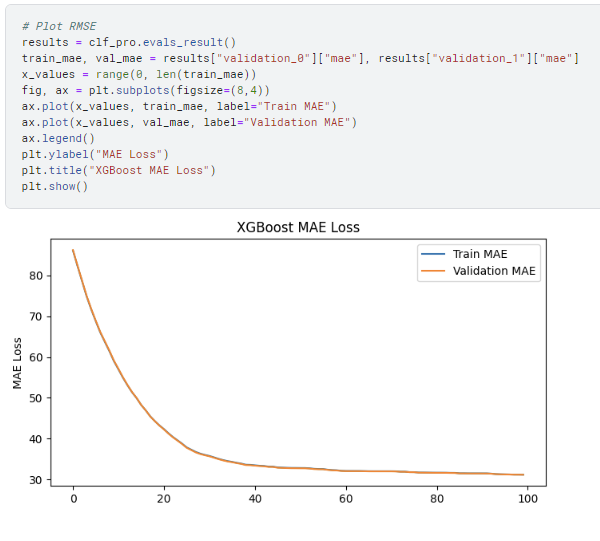 # Plot RMSE
results = clf_pro.evals_result()
train_mae, val_mae = results["validation_0"]["mae"], results["validation_1"]["mae"]
x_values = range(0, len(train_mae))
fig, ax = plt.subplots(figsize=(8,4))
ax.plot(x_values, train_mae, label="Train MAE")
ax.plot(x_values, val_mae, label="Validation MAE")
ax.legend()
plt.ylabel("MAE Loss")
plt.title("XGBoost MAE Loss")
plt.show()
XGBoost MAE Loss
Train MAE
Validation MAE
MAE Loss
80
70
60
50
40
30
0 20 40 60 80 100